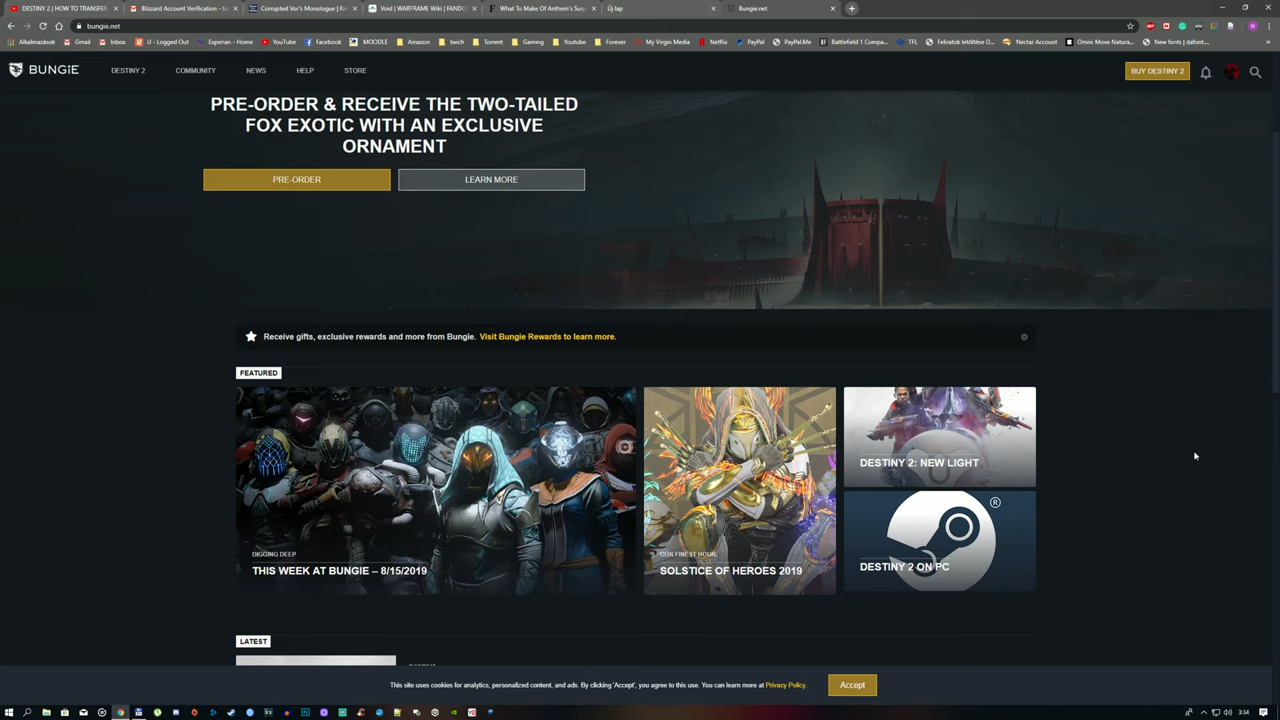 DESTINY 2 | HOW TO TRANSFER
Blizzard Account Verification - ta
Corrupted Vor's Monologue | K
Void | WARFRAME Wiki | FANDO
What To Make Of Anthem's Surp
Új lap
Bungie.net
bungie.net
Alkalmazások
Gmail
Inbox
U - Logged Out
Experian - Home
YouTube
Facebook
MOODLE
Amazon
twich
Torrent
Gaming
Youtube
Forever
My Virgin Media
Netflix
PayPal
PayPal.Me
Battlefield 1 Compa...
TFL
Feliratok letöltése D...
Nectar Account
Omni Move Natura...
New fonts | dafont...
BUNGIE
DESTINY 2
COMMUNITY
NEWS
HELP
STORE
BUY DESTINY 2
PRE-ORDER & RECEIVE THE TWO-TAILED
FOX EXOTIC WITH AN EXCLUSIVE
ORNAMENT
PRE-ORDER
LEARN MORE
Receive gifts, exclusive rewards and more from Bungie. Visit Bungie Rewards to learn more.
FEATURED
DIGGING DEEP
THIS WEEK AT BUNGIE – 8/15/2019
OUR FINEST HOUR.
SOLSTICE OF HEROES 2019
DESTINY 2: NEW LIGHT
®
DESTINY 2 ON PC
LATEST
This site uses cookies for analytics, personalized content, and ads. By clicking 'Accept', you agree to this use. You can learn more at Privacy Policy.
Accept
3:34